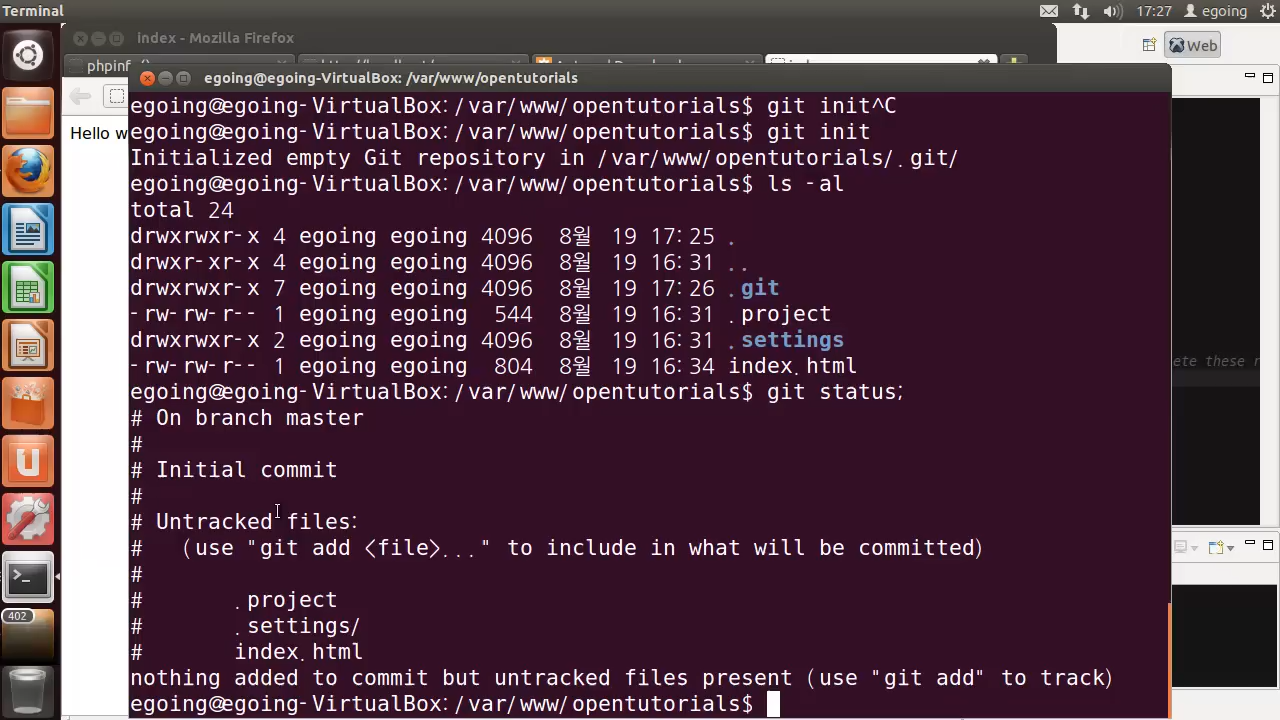 Terminal
17:27
egoing
index - Mozilla Firefox
Web
phpinf
egoing@egoing-VirtualBox: /var/www/opentutorials
Hello w
egoing@egoing-VirtualBox:/var/www/opentutorials$ git init^C
egoing@egoing-VirtualBox:/var/www/opentutorials$ git init
Initialized empty Git repository in /var/www/opentutorials/.git/
egoing@egoing-VirtualBox:/var/www/opentutorials$ ls -al
total 24
drwxrwxr-x 4 egoing egoing 4096  8월  19 17:25 .
drwxr-xr-x 4 egoing egoing 4096  8월  19 16:31 ..
drwxrwxr-x 7 egoing egoing 4096  8월  19 17:26 .git
-rw-rw-r-- 1 egoing egoing  544  8월  19 16:31 .project
drwxrwxr-x 2 egoing egoing 4096  8월  19 16:31 .settings
-rw-rw-r-- 1 egoing egoing  804  8월  19 16:34 index.html
ete these
egoing@egoing-VirtualBox:/var/www/opentutorials$ git status;
# On branch master
#
# Initial commit
#
# Untracked files:
#   (use "git add <file>..." to include in what will be committed)
#
#       .project
#       .settings/
#       index.html
nothing added to commit but untracked files present (use "git add" to track)
egoing@egoing-VirtualBox:/var/www/opentutorials$
402